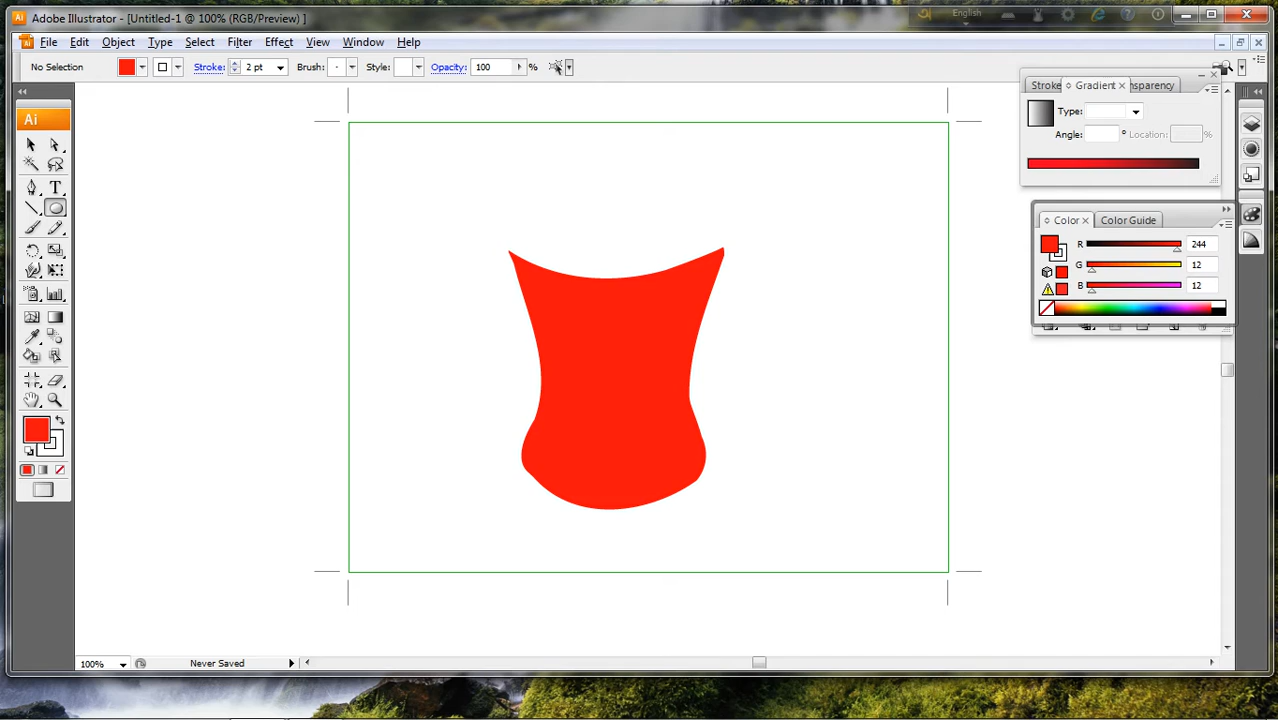 Adobe Illustrator - [Untitled-1 @ 100% (RGB/Preview) ]
English
File Edit Object Type Select Filter Effect View Window Help
No Selection Stroke: 2 pt Brush: Style: Opacity: 100 %
Stroke Gradient nsparency
Ai
Type:
Angle: ° Location: %
Color Color Guide
R 244
G 12
B 12
100% Never Saved